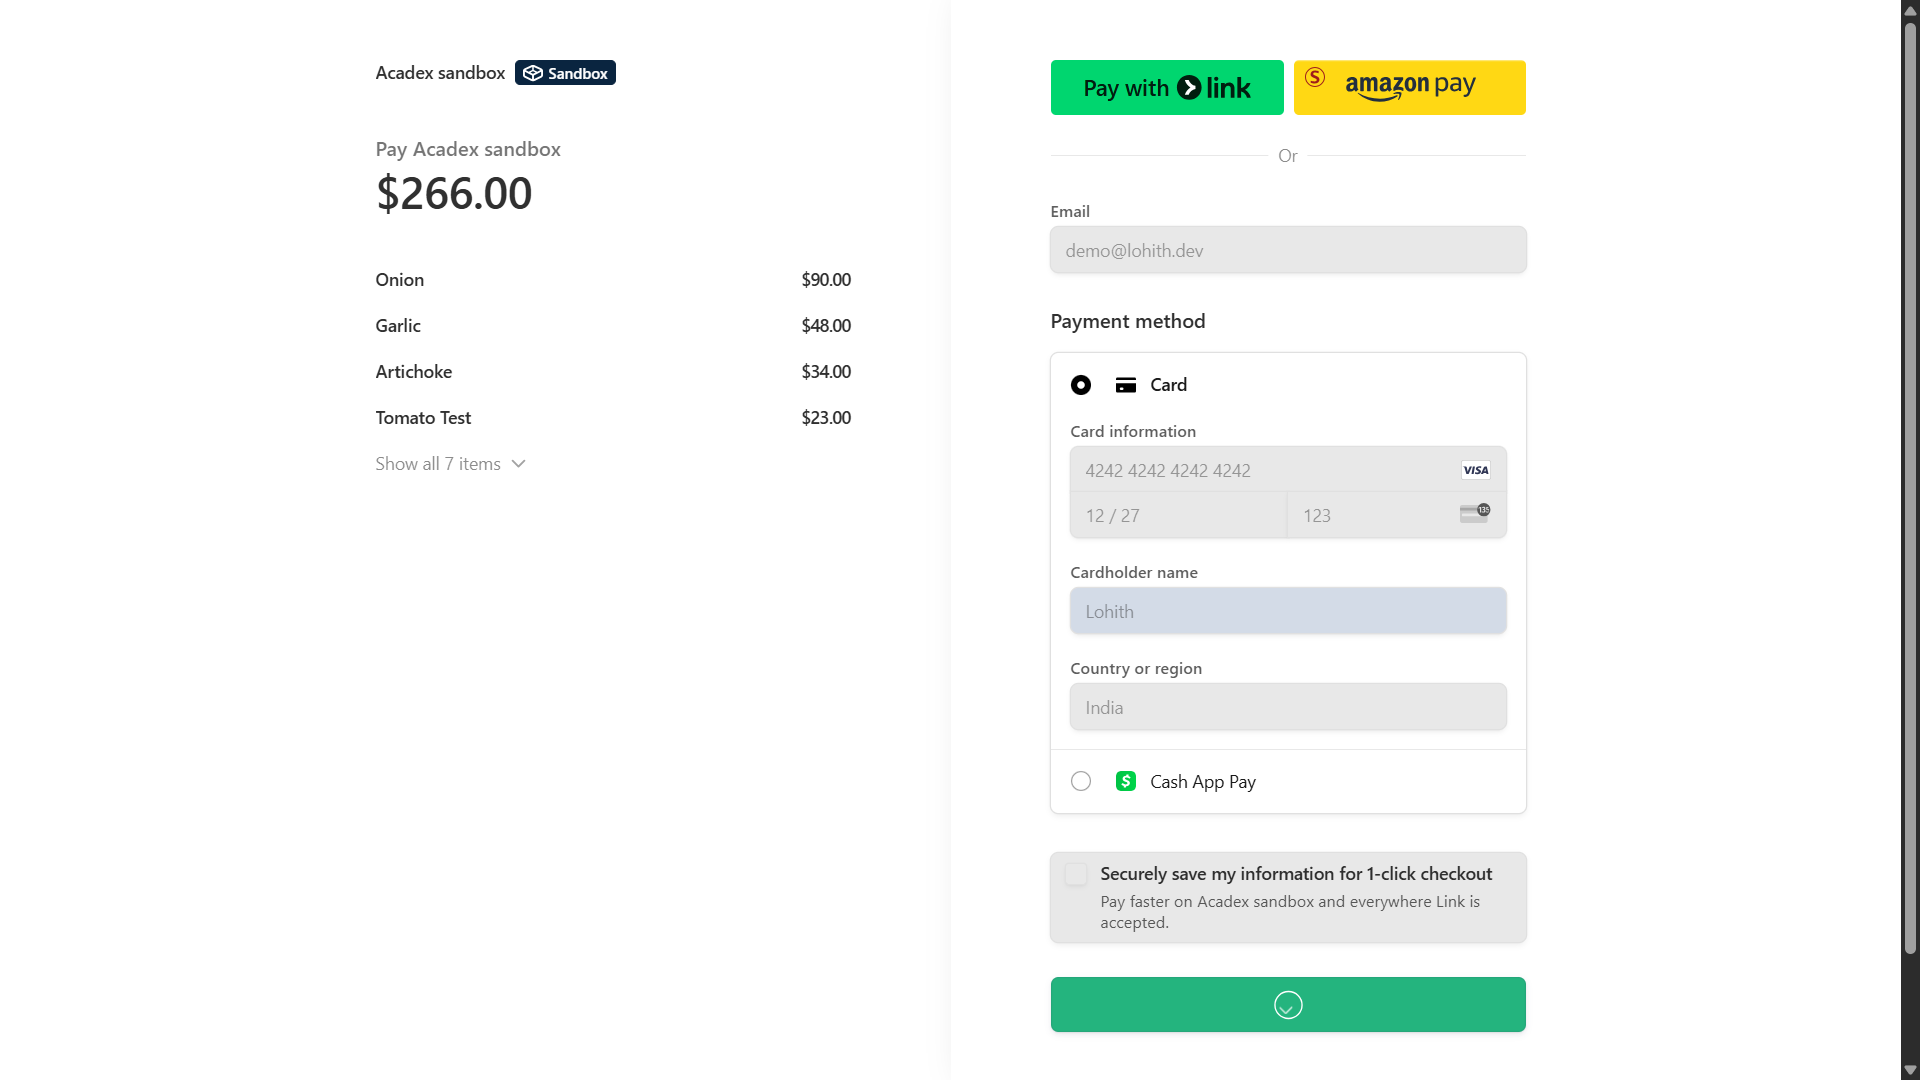 Acadex sandbox Sandbox
Pay Acadex sandbox
$266.00
Onion $90.00
Garlic $48.00
Artichoke $34.00
Tomato Test $23.00
Show all 7 items
Pay with link
S amazon pay
Or
Email
demo@lohith.dev
Payment method
Card
Card information
4242 4242 4242 4242 VISA
12 / 27 123 135
Cardholder name
Lohith
Country or region
India
$ Cash App Pay
Securely save my information for 1-click checkout
Pay faster on Acadex sandbox and everywhere Link is
accepted.